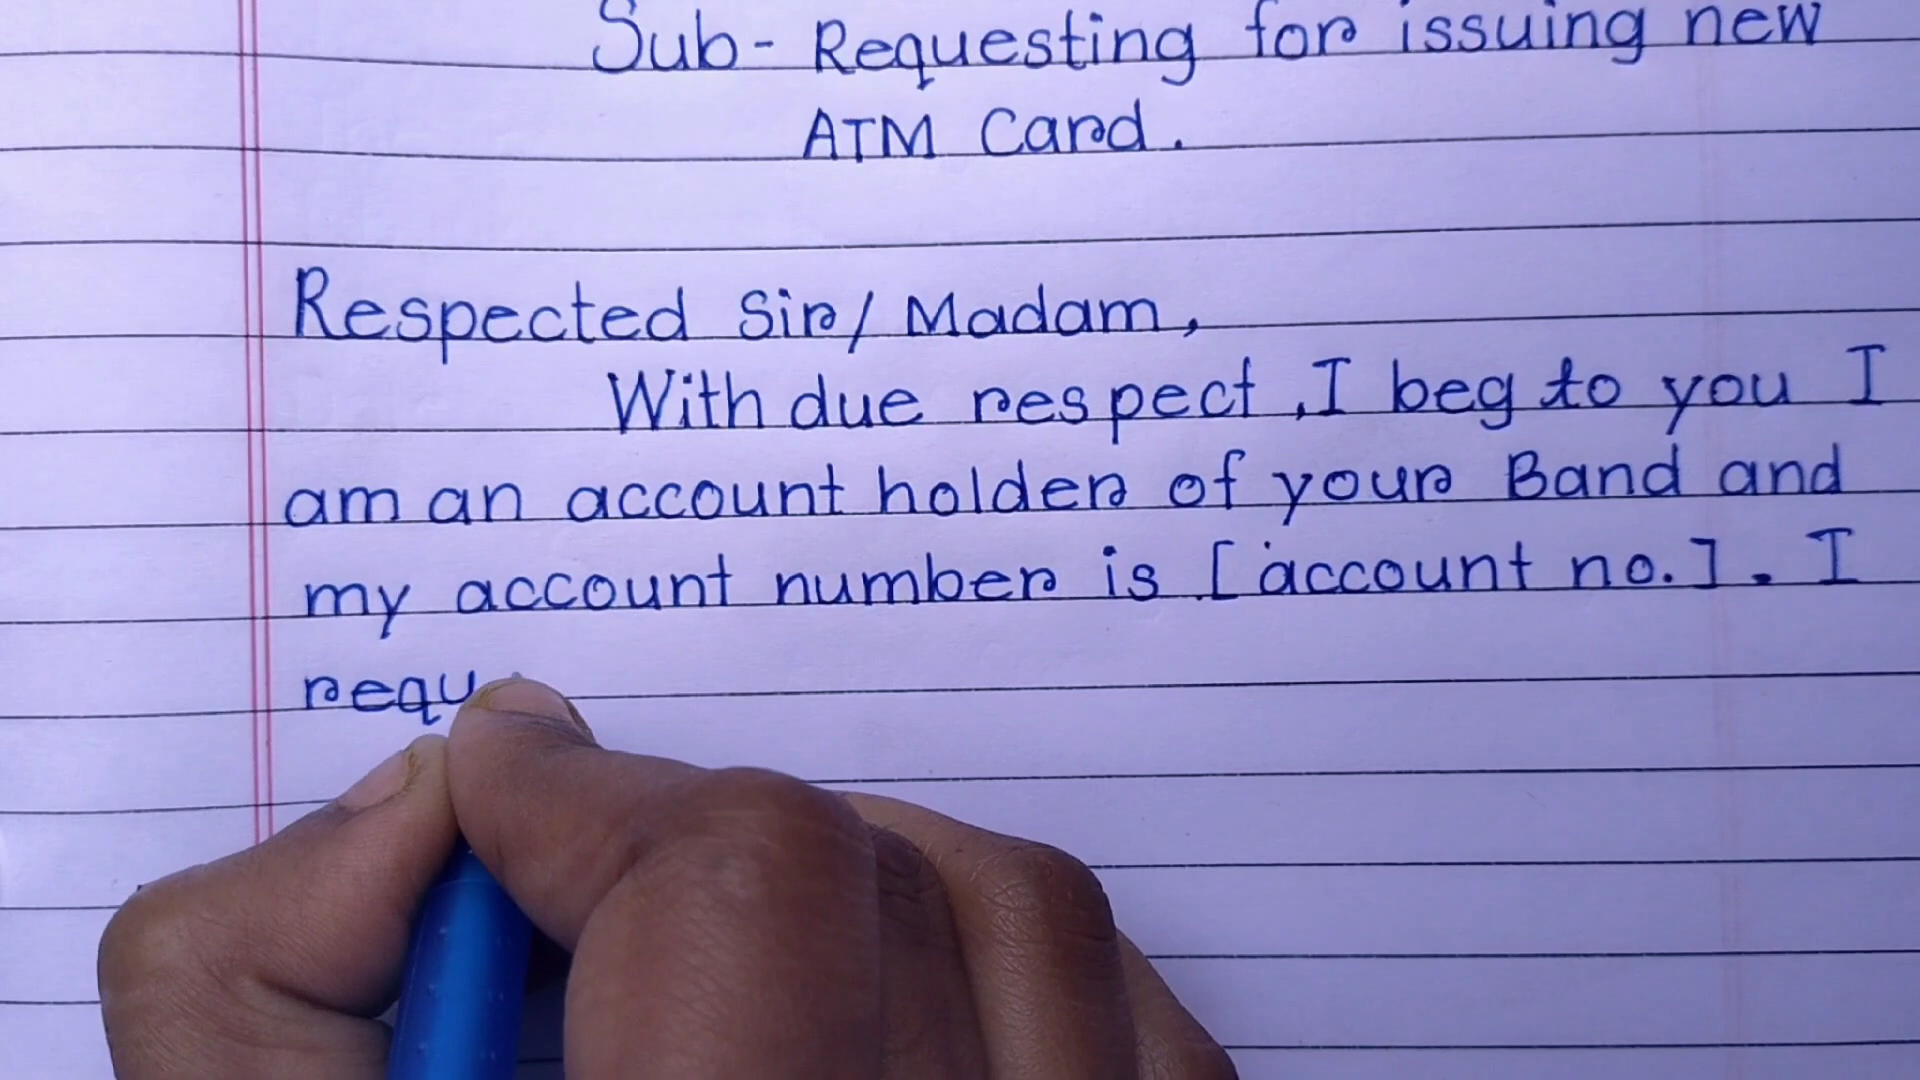 Sub- Requesting for issuing new
ATM Card.
Respected Sir/ Madam,
With due respect, I beg to you I
am an account holder of your Band and
my account number is [account no.]. I
requ